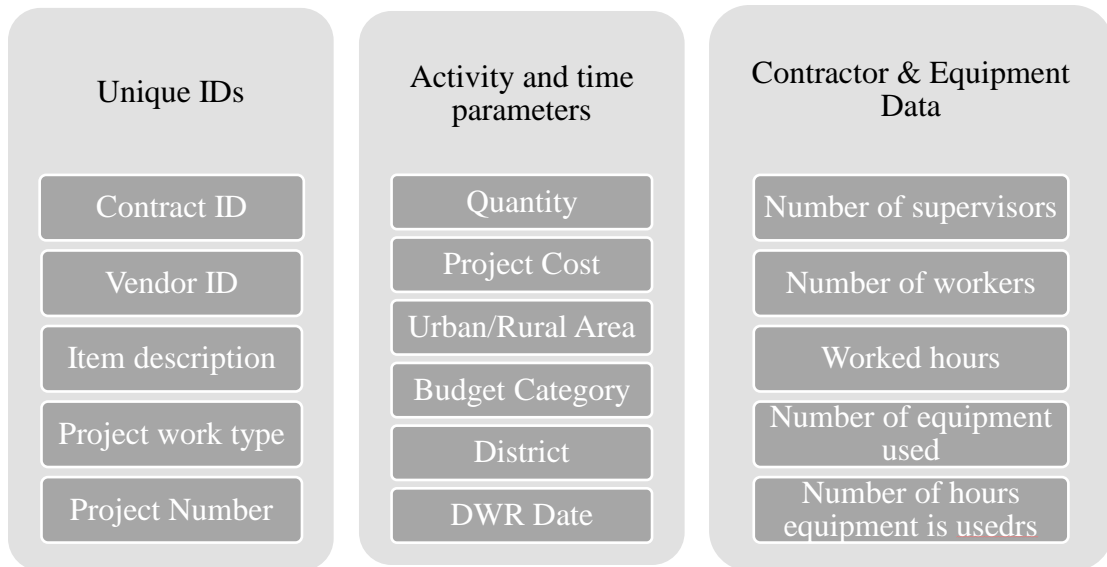 Unique IDs
Contract ID
Vendor ID
Item description
Project work type
Project Number
Activity and time
parameters
Quantity
Project Cost
Urban/Rural Area
Budget Category
District
DWR Date
Contractor & Equipment
Data
Number of supervisors
Number of workers
Worked hours
Number of equipment
used
Number of hours
equipment is usedrs